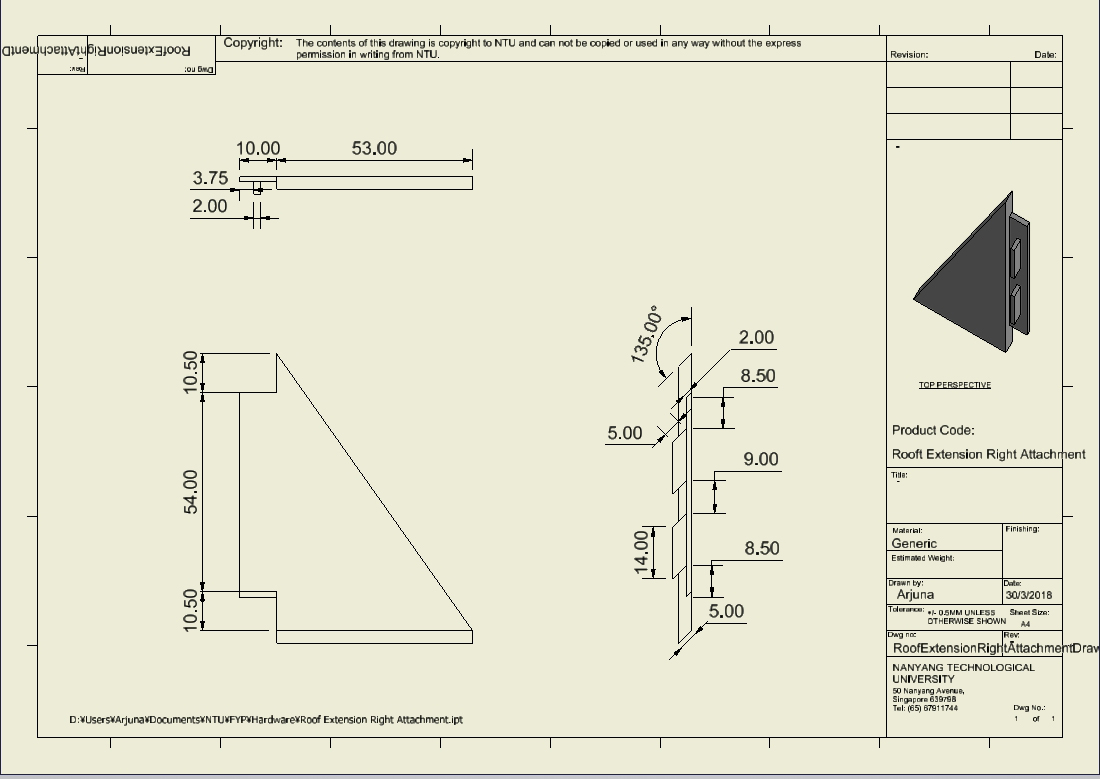 RoofExtensionRightAttachmentD
Dwg no:
Rev:
-
Copyright: The contents of this drawing is copyright to NTU and can not be copied or used in any way without the express
permission in writing from NTU.
Revision: Date:
-
10.00 53.00
3.75
2.00
TOP PERSPECTIVE
135.00°
2.00
8.50
5.00
9.00
14.00
8.50
5.00
10.50
54.00
10.50
Product Code:
Rooft Extension Right Attachment
Title:
-
Material: Finishing:
Generic
Estimated Weight:
Drawn by: Date:
Arjuna 30/3/2018
Tolerance: +/- 0.5MM UNLESS Sheet Size:
OTHERWISE SHOWN A4
Dwg no: Rev:
-
RoofExtensionRightAttachmentDraw
NANYANG TECHNOLOGICAL
UNIVERSITY
50 Nanyang Avenue,
Singapore 639798
Tel: (65) 67911744
Dwg No.:
1 of 1
D:¥Users¥Arjuna¥Documents¥NTU¥FYP¥Hardware¥Roof Extension Right Attachment.ipt